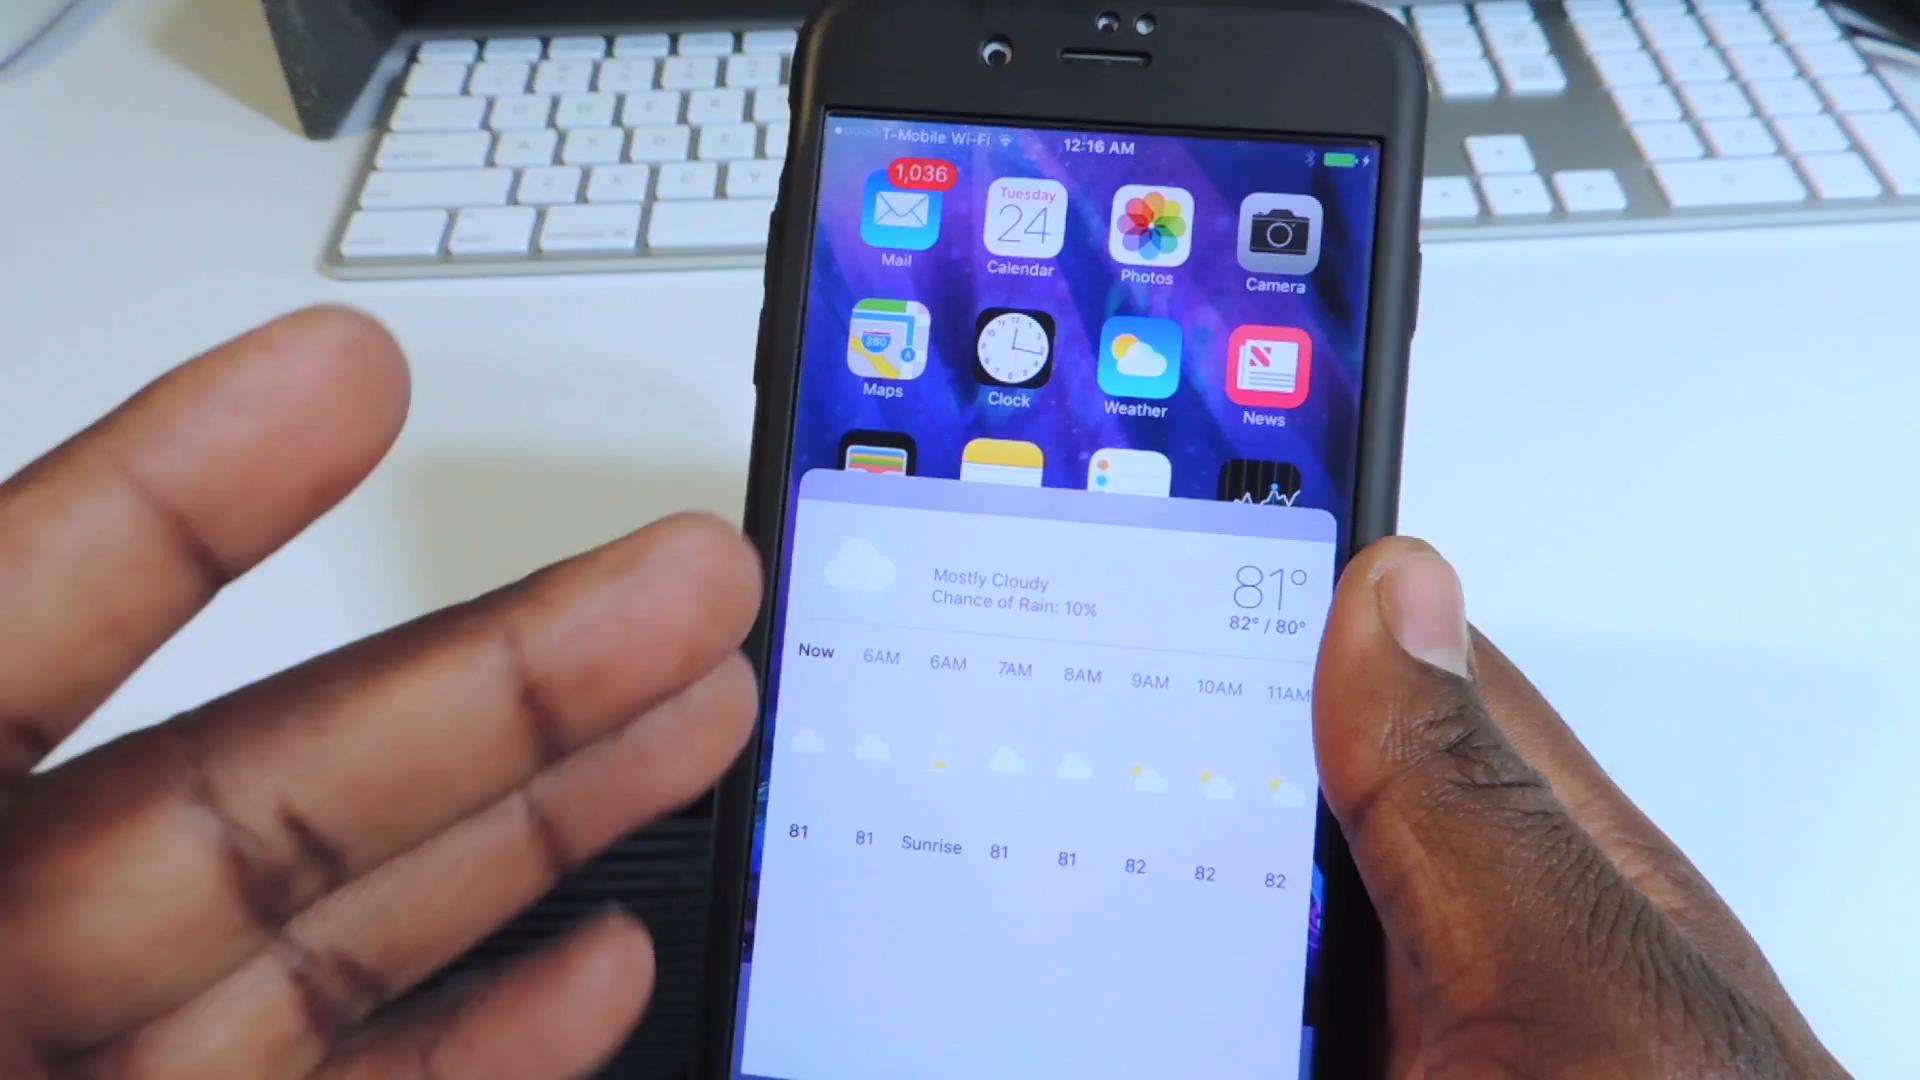 T-Mobile Wi-Fi 12:16 AM
1,036
Tuesday
24
Mail Calendar Photos Camera
280
Maps Clock Weather News
Mostly Cloudy 81°
Chance of Rain: 10% 82° / 80°
Now 6AM 6AM 7AM 8AM 9AM 10AM 11AM
81 81 Sunrise 81 81 82 82 82